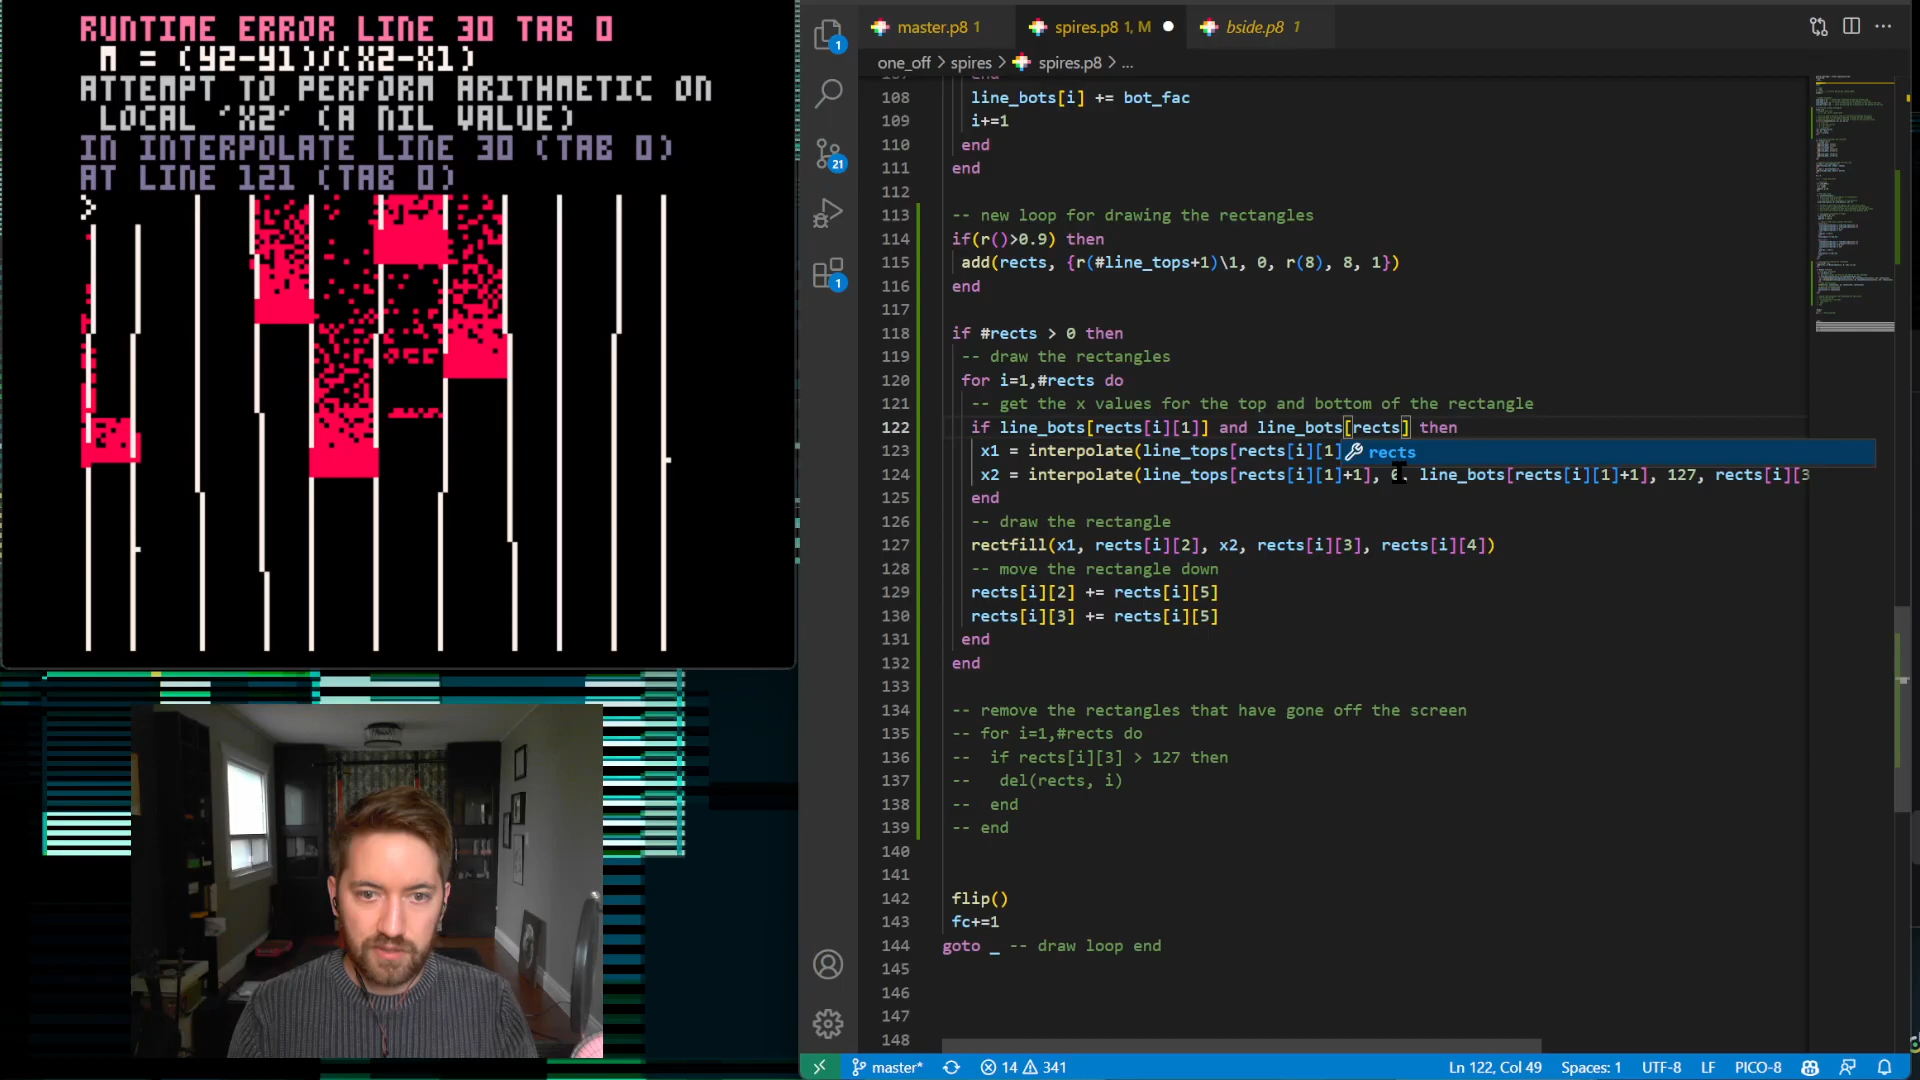 RUNTIME ERROR LINE 30 TAB 0
M = (Y2-Y1)/(X2-X1)
ATTEMPT TO PERFORM ARITHMETIC ON
LOCAL 'X2' (A NIL VALUE)
IN INTERPOLATE LINE 30 (TAB 0)
AT LINE 121 (TAB 0)
>
master.p8 1
spires.p8 1, M
bside.p8 1
one_off > spires > spires.p8 > ...
108 line_bots[i] += bot_fac
109 i+=1
110 end
111 end
112
113 -- new loop for drawing the rectangles
114 if(r()>0.9) then
115 add(rects, {r(#line_tops+1)\1, 0, r(8), 8, 1})
116 end
117
118 if #rects > 0 then
119 -- draw the rectangles
120 for i=1,#rects do
121 -- get the x values for the top and bottom of the rectangle
122 if line_bots[rects[i][1]] and line_bots[rects] then
123 x1 = interpolate(line_tops[rects[i][1]
rects
124 x2 = interpolate(line_tops[rects[i][1]+1], 0, line_bots[rects[i][1]+1], 127, rects[i][3
125 end
126 -- draw the rectangle
127 rectfill(x1, rects[i][2], x2, rects[i][3], rects[i][4])
128 -- move the rectangle down
129 rects[i][2] += rects[i][5]
130 rects[i][3] += rects[i][5]
131 end
132 end
133
134 -- remove the rectangles that have gone off the screen
135 -- for i=1,#rects do
136 -- if rects[i][3] > 127 then
137 -- del(rects, i)
138 -- end
139 -- end
140
141
142 flip()
143 fc+=1
144 goto _ -- draw loop end
145
146
147
148
1
21
1
master*
14
341
Ln 122, Col 49
Spaces: 1
UTF-8
LF
PICO-8